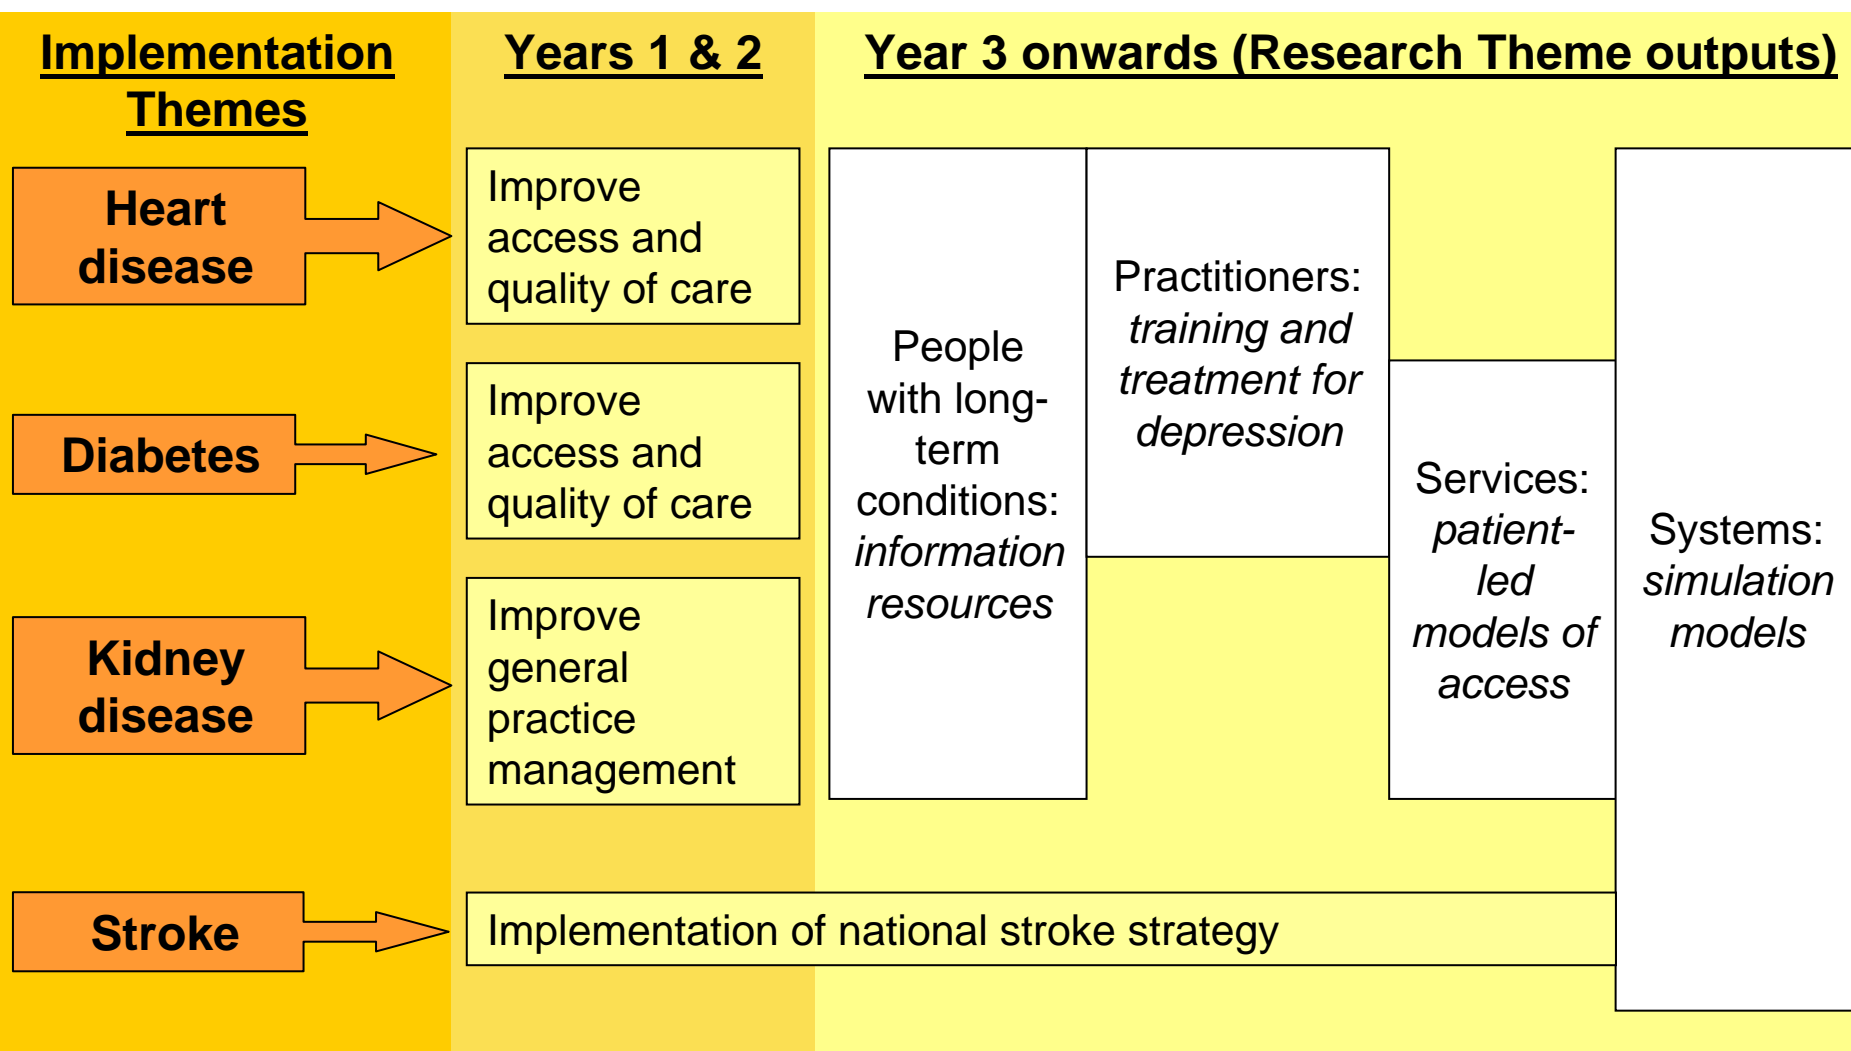 Implementation
Themes
Years 1 & 2
Year 3 onwards (Research Theme outputs)
Heart
disease
Improve
access and
quality of care
Diabetes
Improve
access and
quality of care
Kidney
disease
Improve
general
practice
management
Stroke
Implementation of national stroke strategy
People
with long-
term
conditions:
information
resources
Practitioners:
training and
treatment for
depression
Services:
patient-
led
models of
access
Systems:
simulation
models